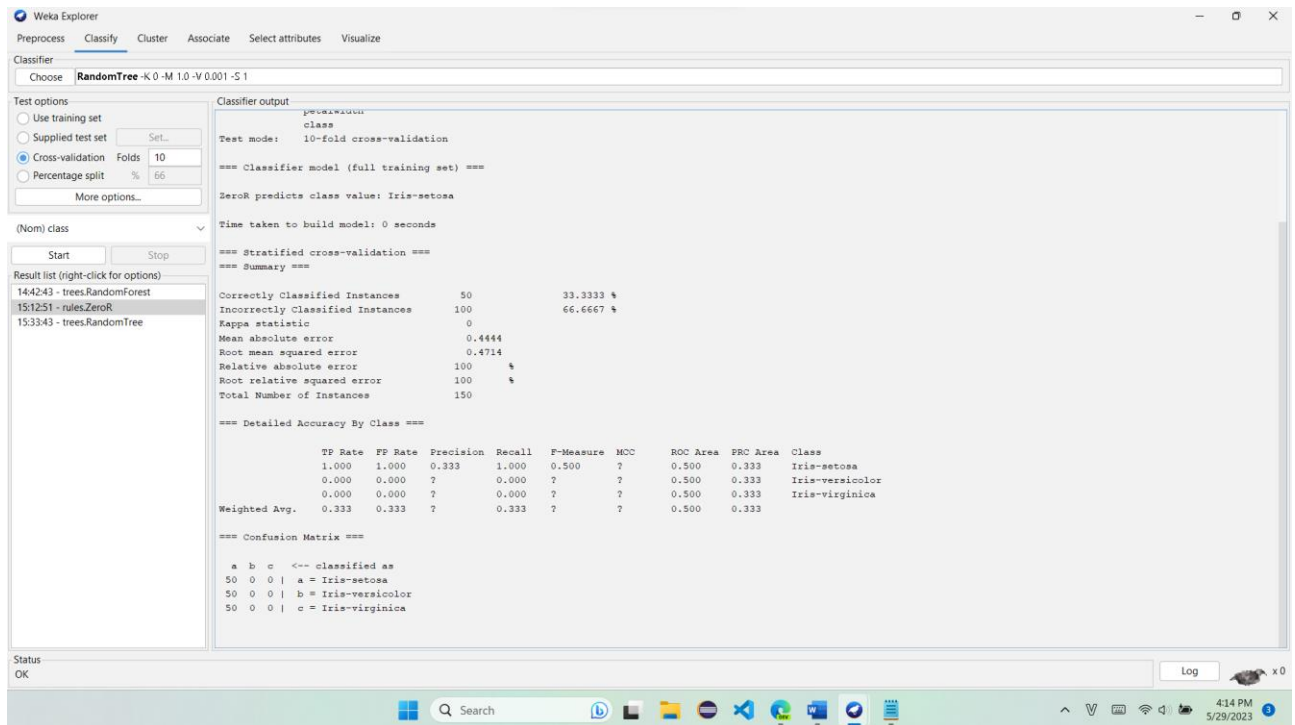 Weka Explorer
Preprocess Classify Cluster Associate Select attributes Visualize
Classifier
Choose RandomTree -K 0 -M 1.0 -V 0.001 -S 1
Test options
Use training set
Supplied test set Set...
Cross-validation Folds 10
Percentage split % 66
More options...
(Nom) class
Start Stop
Result list (right-click for options)
14:42:43 - trees.RandomForest
15:12:51 - rules.ZeroR
15:33:43 - trees.RandomTree
Classifier output
petalwidth
class
Test mode: 10-fold cross-validation
=== Classifier model (full training set) ===
ZeroR predicts class value: Iris-setosa
Time taken to build model: 0 seconds
=== Stratified cross-validation ===
=== Summary ===
Correctly Classified Instances 50 33.3333 %
Incorrectly Classified Instances 100 66.6667 %
Kappa statistic 0
Mean absolute error 0.4444
Root mean squared error 0.4714
Relative absolute error 100 %
Root relative squared error 100 %
Total Number of Instances 150
=== Detailed Accuracy By Class ===
TP Rate FP Rate Precision Recall F-Measure MCC ROC Area PRC Area Class
1.000 1.000 0.333 1.000 0.500 ? 0.500 0.333 Iris-setosa
0.000 0.000 ? 0.000 ? ? 0.500 0.333 Iris-versicolor
0.000 0.000 ? 0.000 ? ? 0.500 0.333 Iris-virginica
Weighted Avg. 0.333 0.333 ? 0.333 ? ? 0.500 0.333
=== Confusion Matrix ===
a b c <-- classified as
50 0 0 | a = Iris-setosa
50 0 0 | b = Iris-versicolor
50 0 0 | c = Iris-virginica
Status
OK
Log x 0
Search
4:14 PM
5/29/2023 3